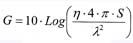 G = 10 · Log(η · 4 · π · S / λ²)